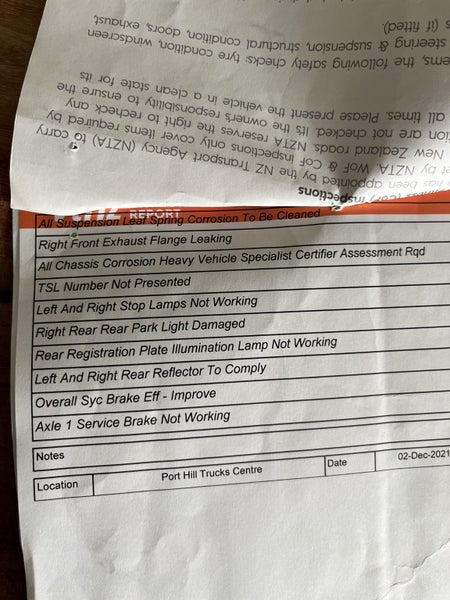 (CoF) inspections
has been appointed by the NZ Transport Agency (NZTA) to carry
by NZTA. WoF & CoF inspections only cover items required by
New Zealand roads. NZTA reserves the right to recheck any
are not checked. Its the owners responsibility to ensure the
all times. Please present the vehicle in a clean state for its
the following safety checks: tyre condition, windscreen
steering & suspension, structural condition, doors, exhaust,
(if fitted).
REPORT
All Suspension Leaf Spring Corrosion To Be Cleaned
Right Front Exhaust Flange Leaking
All Chassis Corrosion Heavy Vehicle Specialist Certifier Assessment Rqd
TSL Number Not Presented
Left And Right Stop Lamps Not Working
Right Rear Rear Park Light Damaged
Rear Registration Plate Illumination Lamp Not Working
Left And Right Rear Reflector To Comply
Overall Syc Brake Eff - Improve
Axle 1 Service Brake Not Working
Notes
Location Port Hill Trucks Centre Date 02-Dec-2021